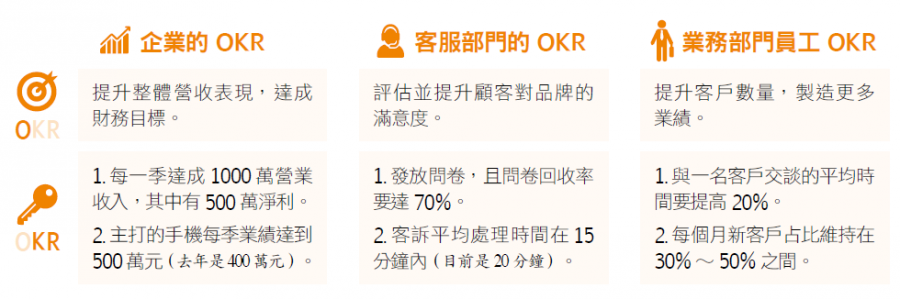 企業的 OKR
客服部門的 OKR
業務部門員工 OKR
OKR
提升整體營收表現，達成
財務目標。
評估並提升顧客對品牌的
滿意度。
提升客戶數量，製造更多
業績。
OKR
1. 每一季達成 1000 萬營業
收入，其中有 500 萬淨利。
2. 主打的手機每季業績達到
500 萬元（去年是 400 萬元）。
1. 發放問卷，且問卷回收率
要達 70%。
2. 客訴平均處理時間在 15
分鐘內（目前是 20 分鐘）。
1. 與一名客戶交談的平均時
間要提高 20%。
2. 每個月新客戶占比維持在
30% ～ 50% 之間。